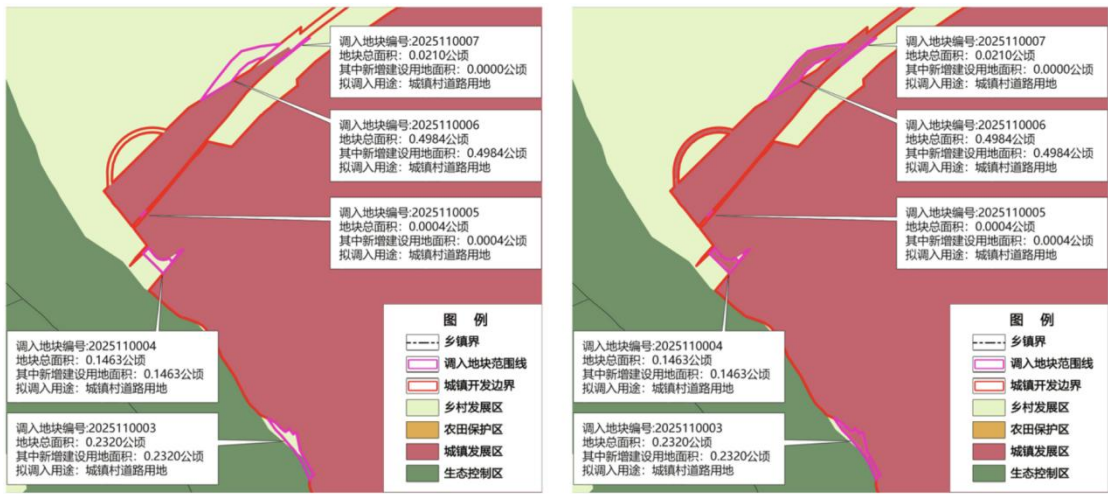 调入地块编号:2025110007
地块总面积：0.0210公顷
其中新增建设用地面积：0.0000公顷
拟调入用途：城镇村道路用地
调入地块编号:2025110006
地块总面积：0.4984公顷
其中新增建设用地面积：0.4984公顷
拟调入用途：城镇村道路用地
调入地块编号:2025110005
地块总面积：0.0004公顷
其中新增建设用地面积：0.0004公顷
拟调入用途：城镇村道路用地
调入地块编号:2025110004
地块总面积：0.1463公顷
其中新增建设用地面积：0.1463公顷
拟调入用途：城镇村道路用地
调入地块编号:2025110003
地块总面积：0.2320公顷
其中新增建设用地面积：0.2320公顷
拟调入用途：城镇村道路用地
图 例
乡镇界
调入地块范围线
城镇开发边界
乡村发展区
农田保护区
城镇发展区
生态控制区
调入地块编号:2025110007
地块总面积：0.0210公顷
其中新增建设用地面积：0.0000公顷
拟调入用途：城镇村道路用地
调入地块编号:2025110006
地块总面积：0.4984公顷
其中新增建设用地面积：0.4984公顷
拟调入用途：城镇村道路用地
调入地块编号:2025110005
地块总面积：0.0004公顷
其中新增建设用地面积：0.0004公顷
拟调入用途：城镇村道路用地
调入地块编号:2025110004
地块总面积：0.1463公顷
其中新增建设用地面积：0.1463公顷
拟调入用途：城镇村道路用地
调入地块编号:2025110003
地块总面积：0.2320公顷
其中新增建设用地面积：0.2320公顷
拟调入用途：城镇村道路用地
图 例
乡镇界
调入地块范围线
城镇开发边界
乡村发展区
农田保护区
城镇发展区
生态控制区